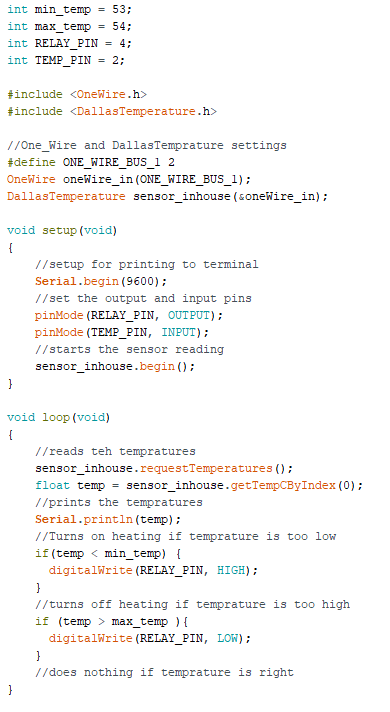 int min_temp = 53;
int max_temp = 54;
int RELAY_PIN = 4;
int TEMP_PIN = 2;

#include <OneWire.h>
#include <DallasTemperature.h>

//One_Wire and DallasTemprature settings
#define ONE_WIRE_BUS_1 2
OneWire oneWire_in(ONE_WIRE_BUS_1);
DallasTemperature sensor_inhouse(&oneWire_in);

void setup(void)
{
    //setup for printing to terminal
    Serial.begin(9600);
    //set the output and input pins
    pinMode(RELAY_PIN, OUTPUT);
    pinMode(TEMP_PIN, INPUT);
    //starts the sensor reading
    sensor_inhouse.begin();
}

void loop(void)
{
    //reads teh tempratures
    sensor_inhouse.requestTemperatures();
    float temp = sensor_inhouse.getTempCByIndex(0);
    //prints the tempratures
    Serial.println(temp);
    //Turns on heating if temprature is too low
    if(temp < min_temp) {
      digitalWrite(RELAY_PIN, HIGH);
    }
    //turns off heating if temprature is too high
    if (temp > max_temp ){
      digitalWrite(RELAY_PIN, LOW);
    }
    //does nothing if temprature is right
}